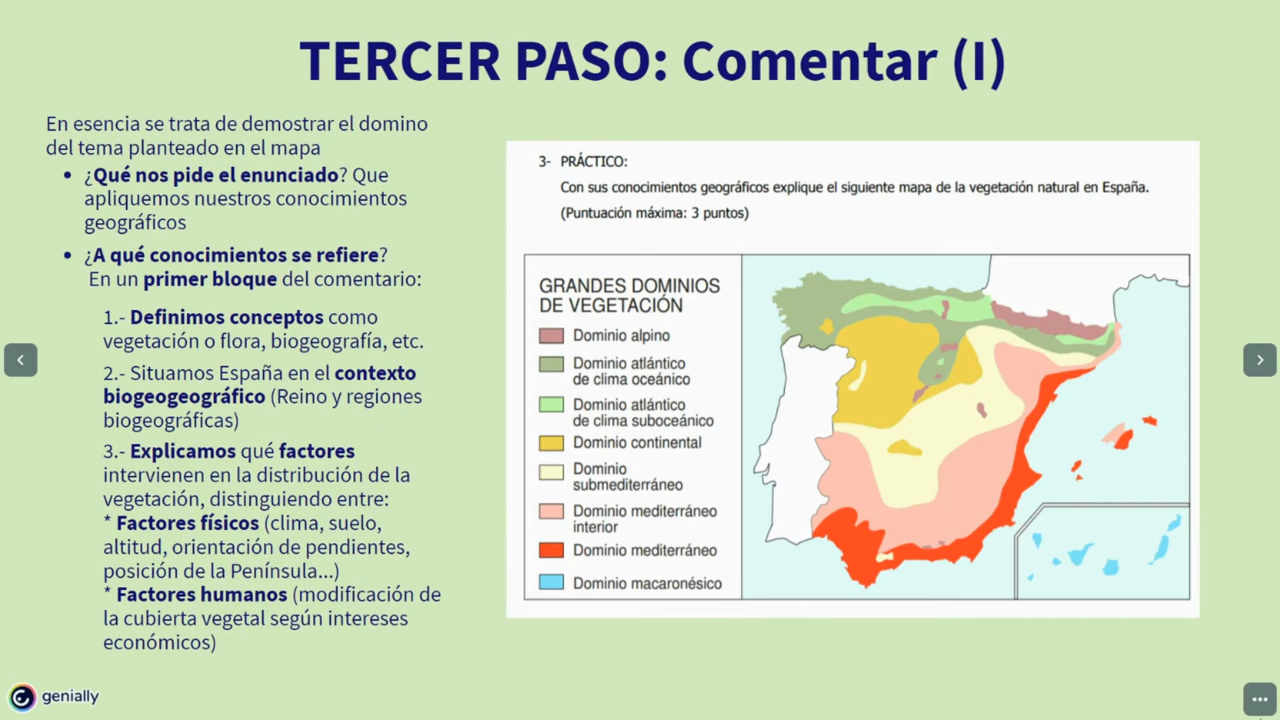 TERCER PASO: Comentar (I)
En esencia se trata de demostrar el domino
del tema planteado en el mapa
• ¿Qué nos pide el enunciado? Que
apliquemos nuestros conocimientos
geográficos
• ¿A qué conocimientos se refiere?
En un primer bloque del comentario:
1.- Definimos conceptos como
vegetación o flora, biogeografía, etc.
2.- Situamos España en el contexto
biogeogeográfico (Reino y regiones
biogeográficas)
3.- Explicamos qué factores
intervienen en la distribución de la
vegetación, distinguiendo entre:
* Factores físicos (clima, suelo,
altitud, orientación de pendientes,
posición de la Península...)
* Factores humanos (modificación de
la cubierta vegetal según intereses
económicos)
3- PRÁCTICO:
Con sus conocimientos geográficos explique el siguiente mapa de la vegetación natural en España.
(Puntuación máxima: 3 puntos)
GRANDES DOMINIOS
DE VEGETACIÓN
Dominio alpino
Dominio atlántico
de clima oceánico
Dominio atlántico
de clima suboceánico
Dominio continental
Dominio
submediterráneo
Dominio mediterráneo
interior
Dominio mediterráneo
Dominio macaronésico
genially